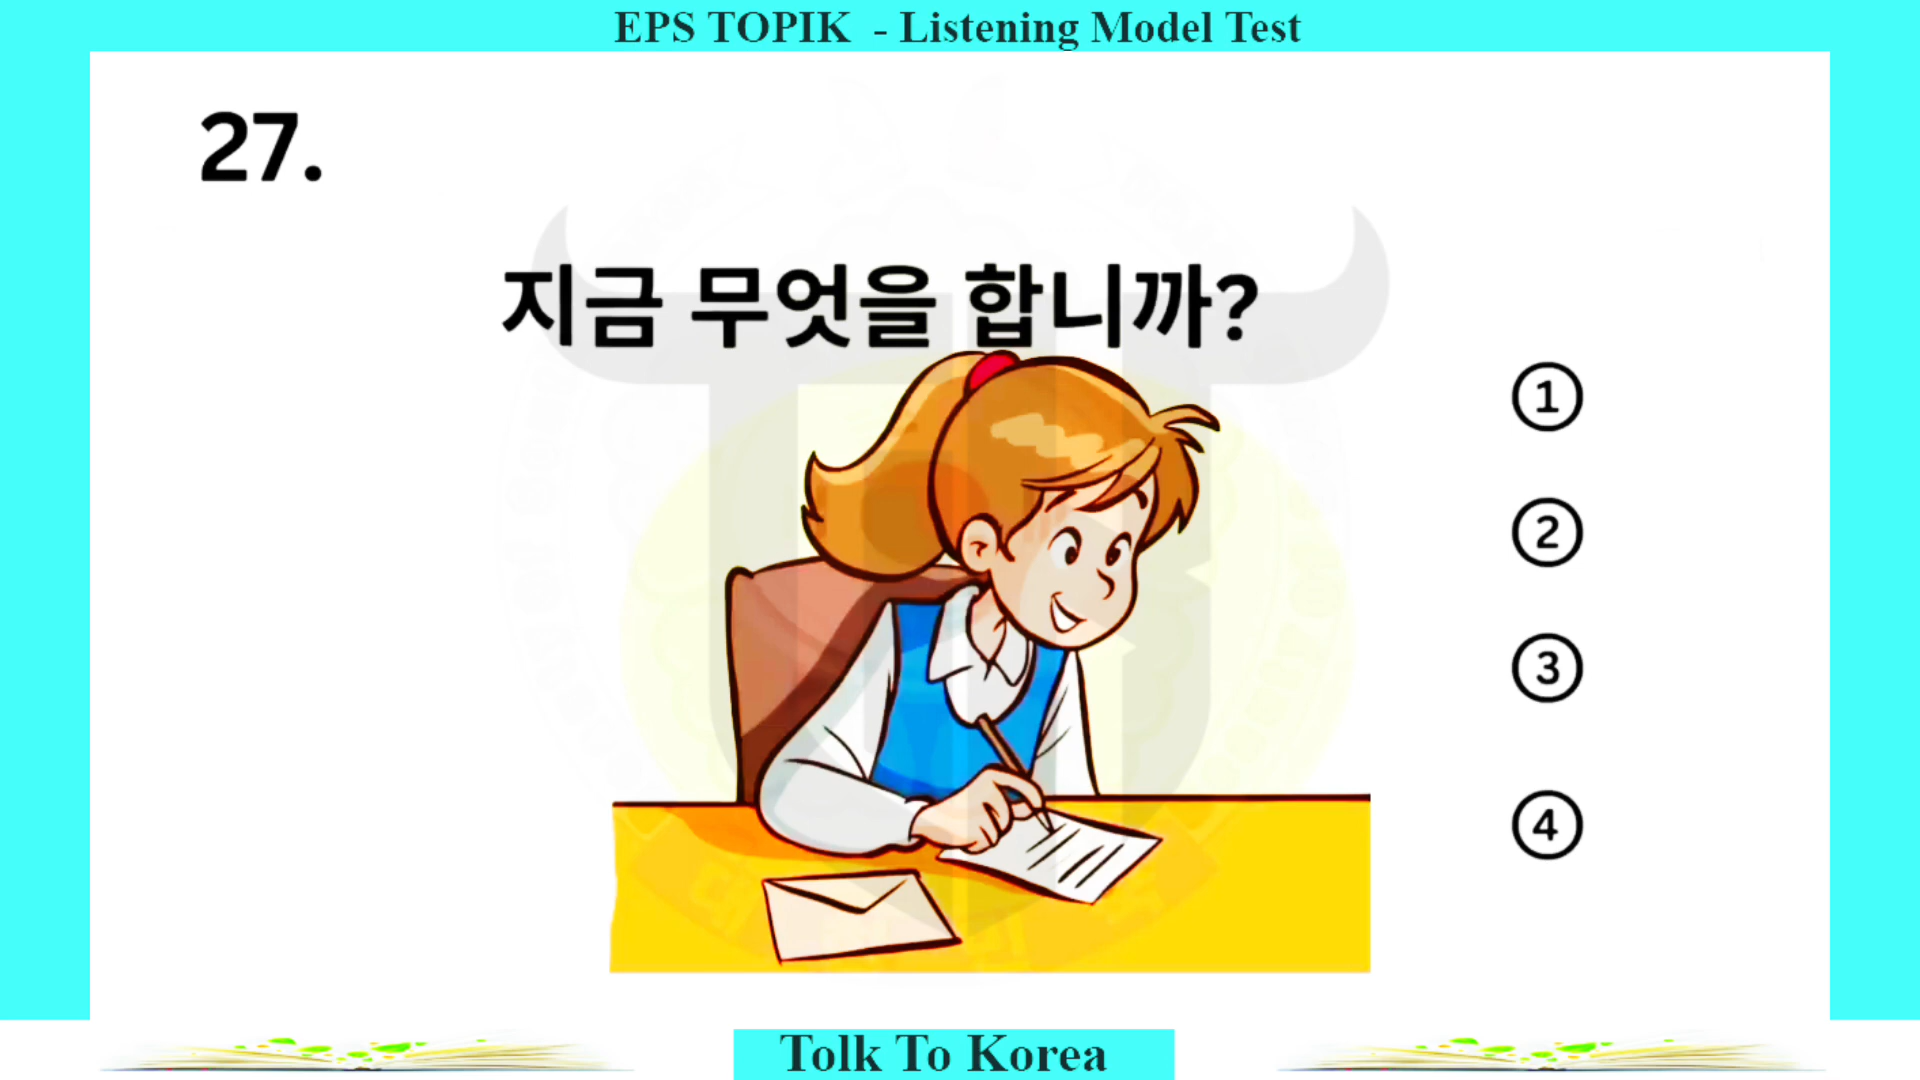 EPS TOPIK - Listening Model Test
27.
지금 무엇을 합니까?
①
②
③
④
Tolk To Korea